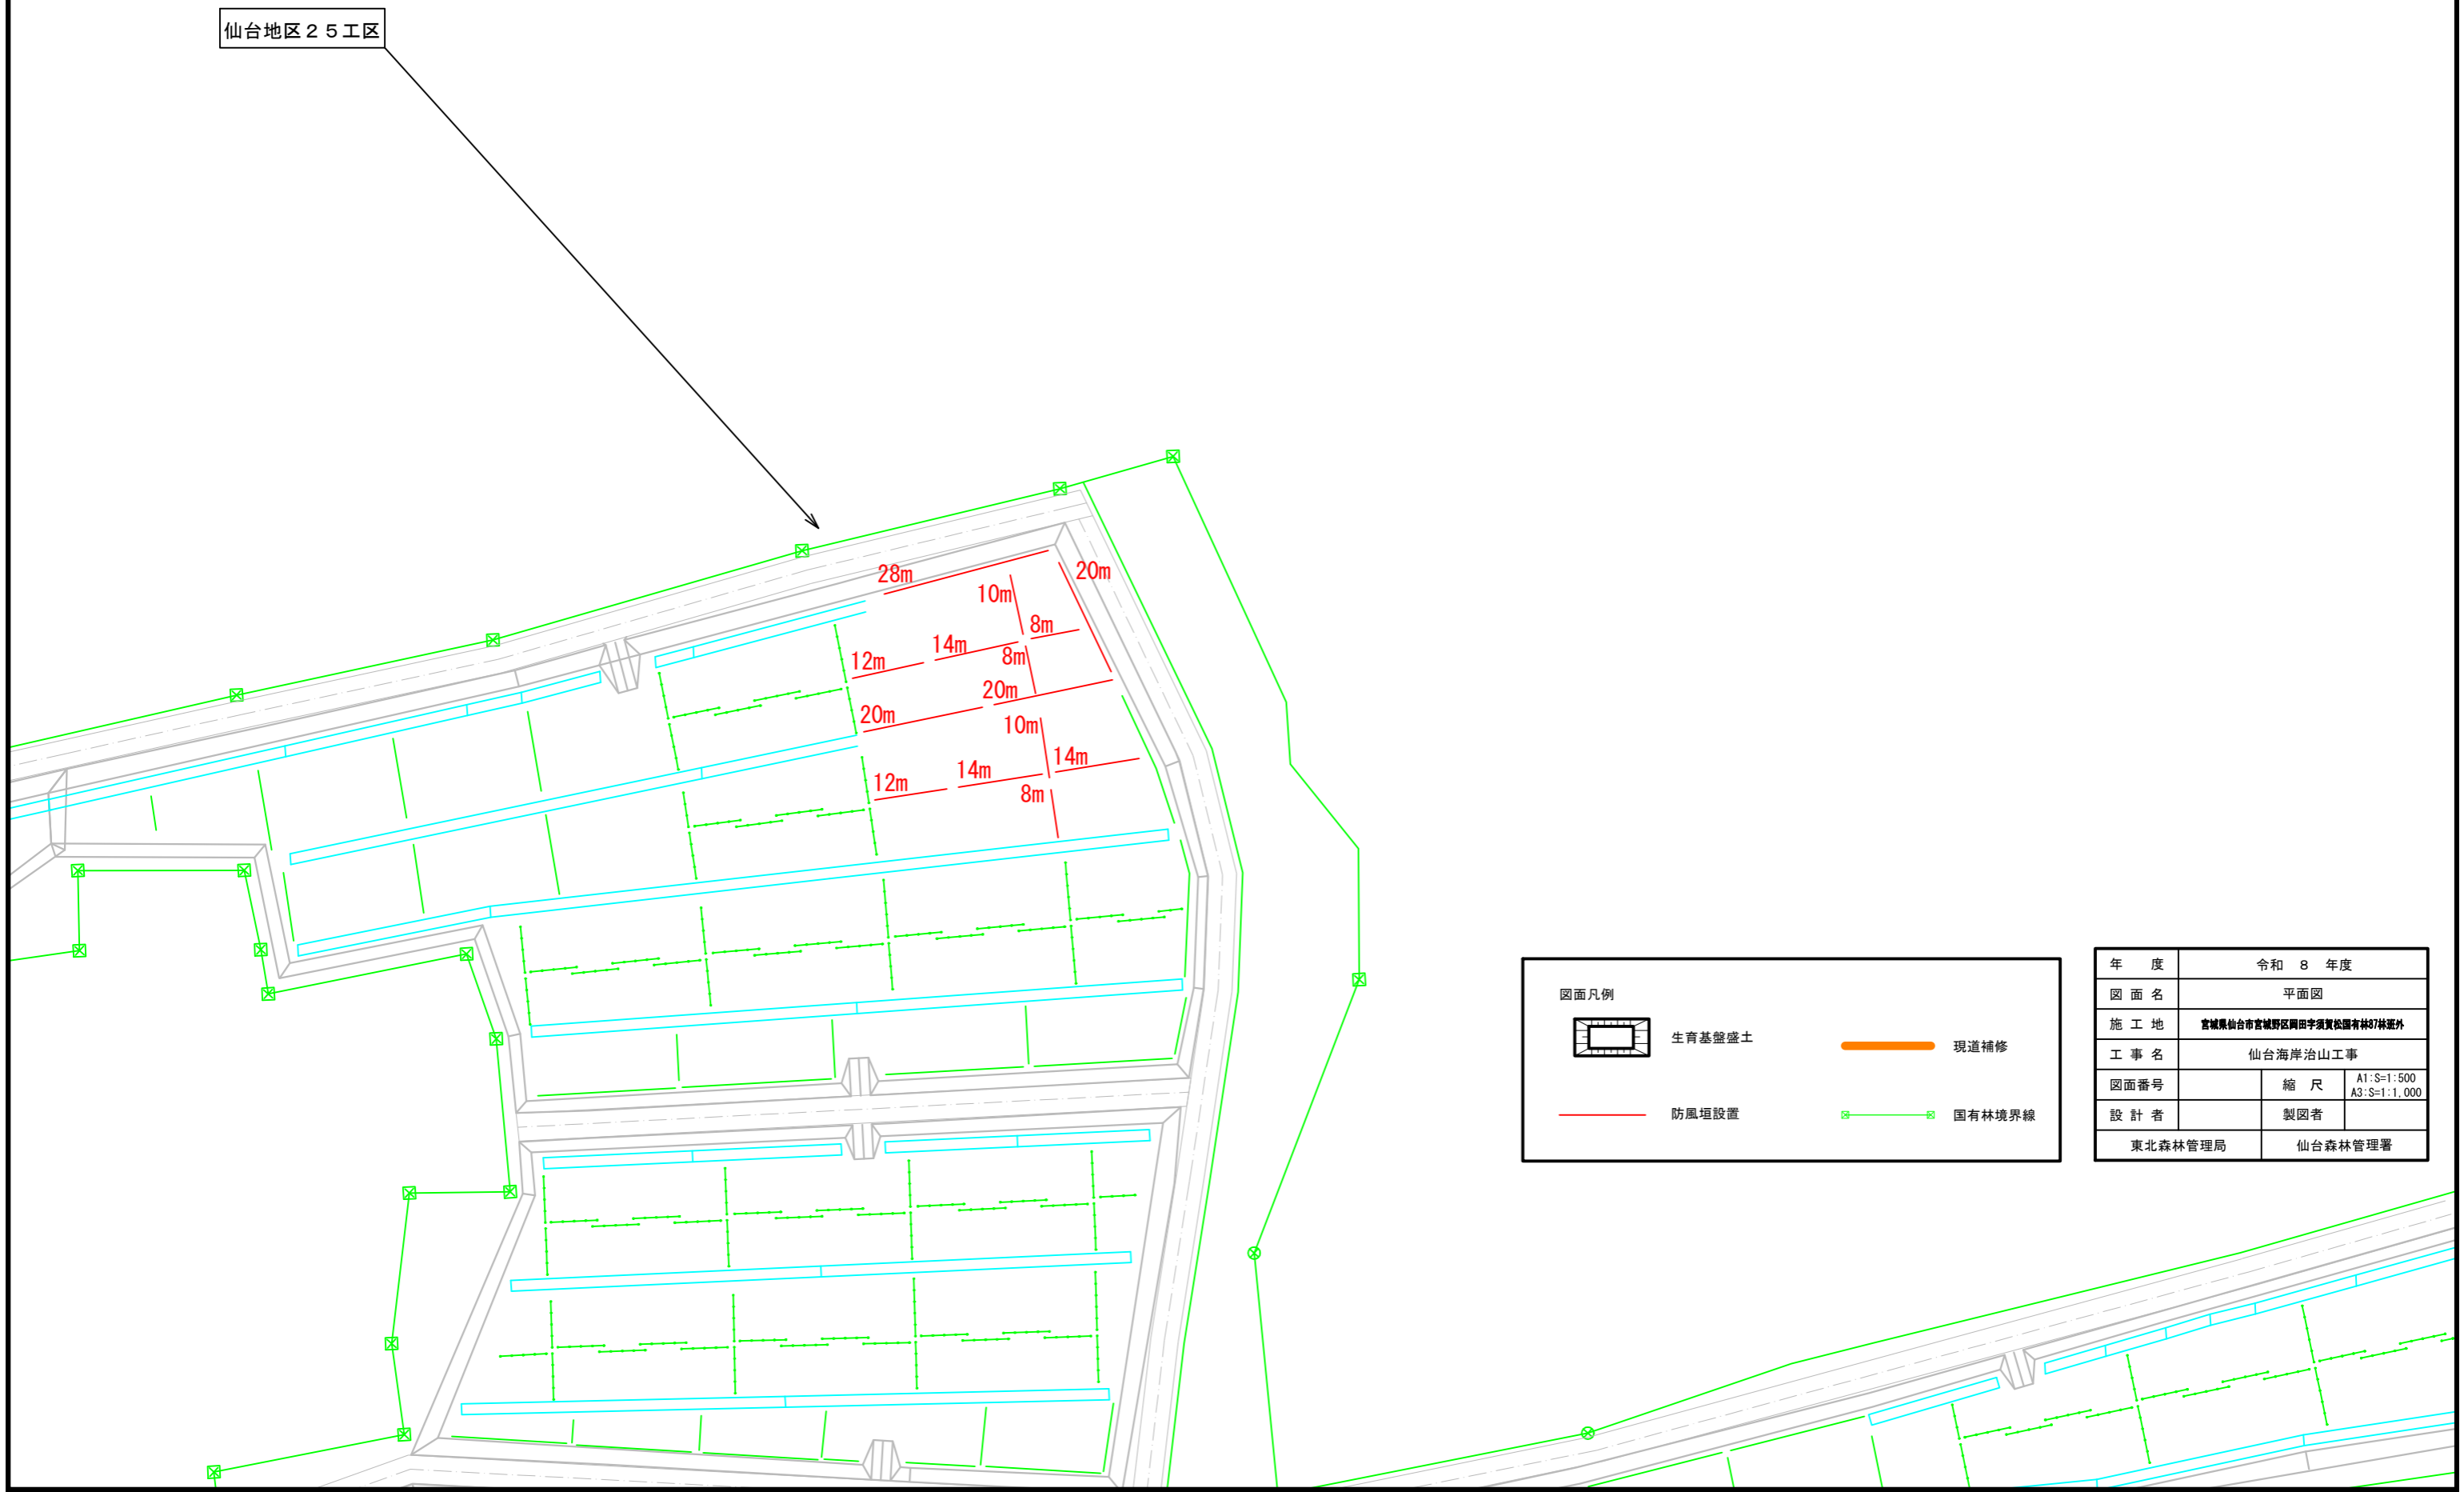 仙台地区２５工区
28m
20m
10m
8m
14m
12m
8m
20m
20m
10m
14m
14m
12m
8m
図面凡例
生育基盤盛土
現道補修
防風垣設置
国有林境界線
年 度 令和 8 年度
図 面 名 平面図
施 工 地 宮城県仙台市宮城野区岡田字須賀松国有林87林班外
工 事 名 仙台海岸治山工事
図面番号 縮 尺 A1:S=1:500
A3:S=1:1,000
設 計 者 製図者
東北森林管理局 仙台森林管理署